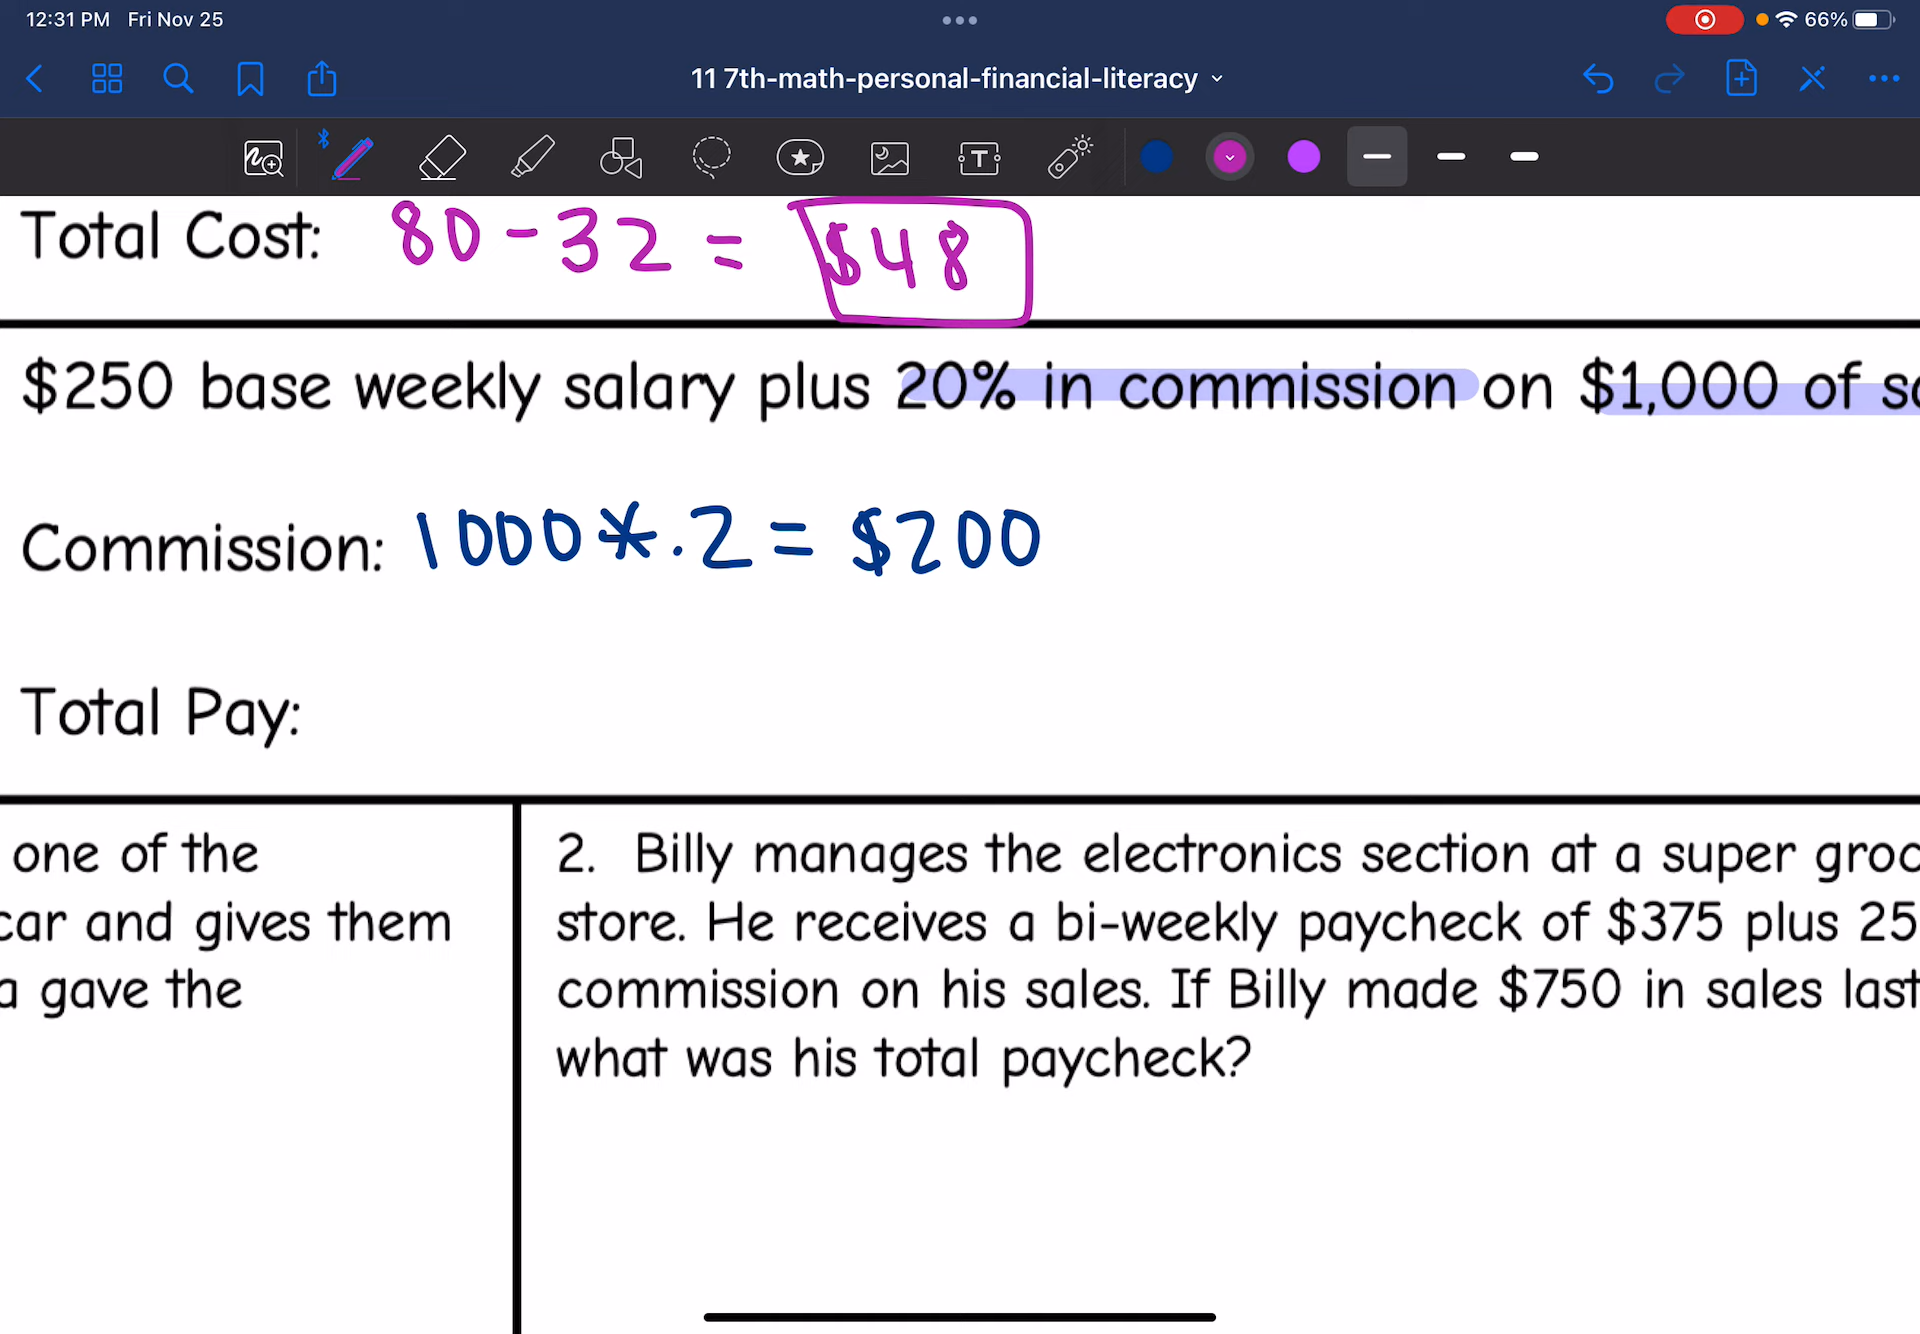 12:31 PM Fri Nov 25
66%
11 7th-math-personal-financial-literacy
T
Total Cost: 80 - 32 = $48
$250 base weekly salary plus 20% in commission on $1,000 of
Commission: 1000 * .2 = $200
Total Pay:
one of the
car and gives them
gave the
2. Billy manages the electronics section at a super
store. He receives a bi-weekly paycheck of $375 plus 25
commission on his sales. If Billy made $750 in sales last
what was his total paycheck?